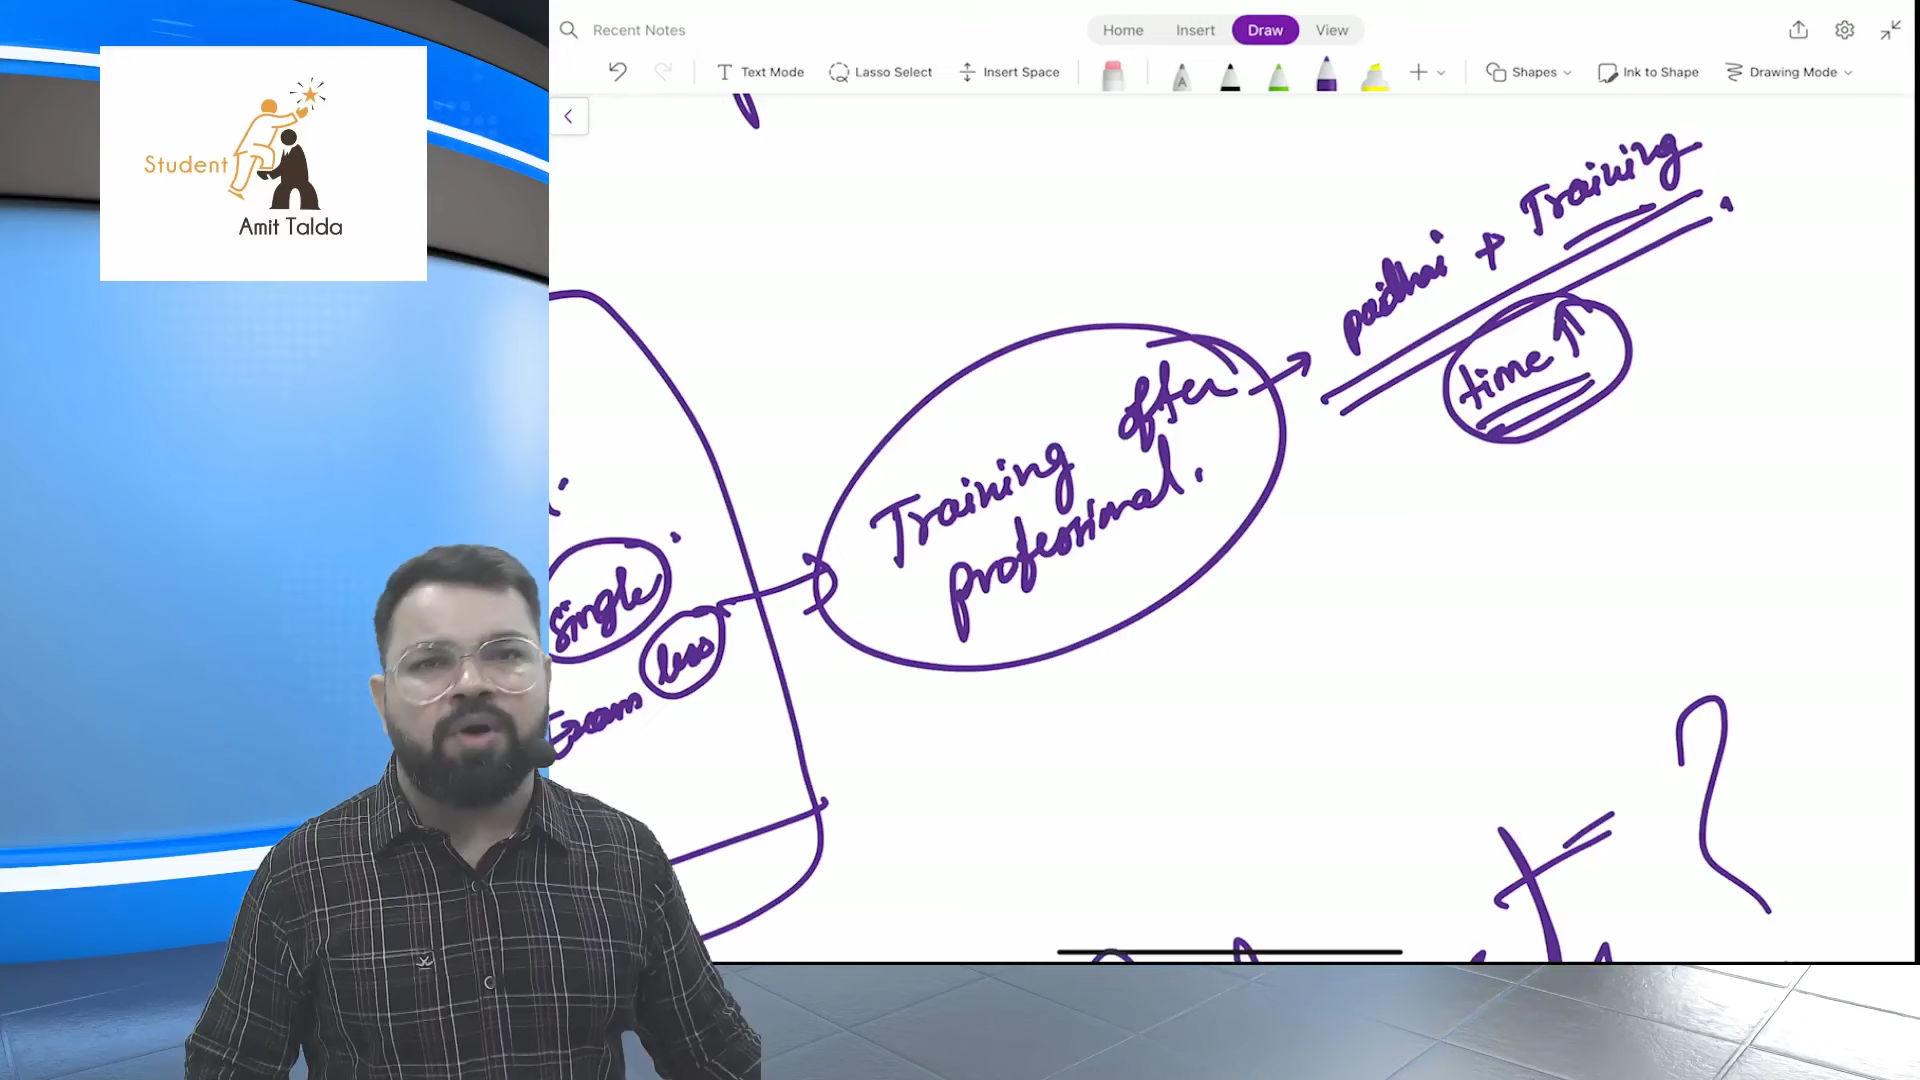 Recent Notes
Home Insert Draw View
Text Mode Lasso Select Insert Space Shapes Ink to Shape Drawing Mode
Student
Amit Talda
padhai + Training
time ↑
Training after
professional.
single
Exam less
?